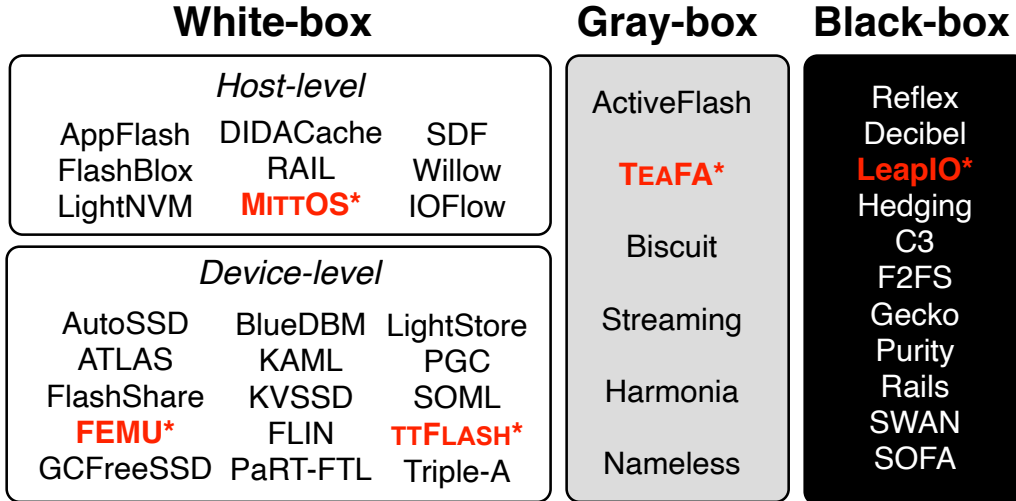 White-box
Host-level
AppFlash DIDACache SDF
FlashBlox RAIL Willow
LightNVM MITTOS* IOFlow
Device-level
AutoSSD BlueDBM LightStore
ATLAS KAML PGC
FlashShare KVSSD SOML
FEMU* FLIN TTFLASH*
GCFreeSSD PaRT-FTL Triple-A
Gray-box
ActiveFlash
TEAFA*
Biscuit
Streaming
Harmonia
Nameless
Black-box
Reflex
Decibel
LeapIO*
Hedging
C3
F2FS
Gecko
Purity
Rails
SWAN
SOFA